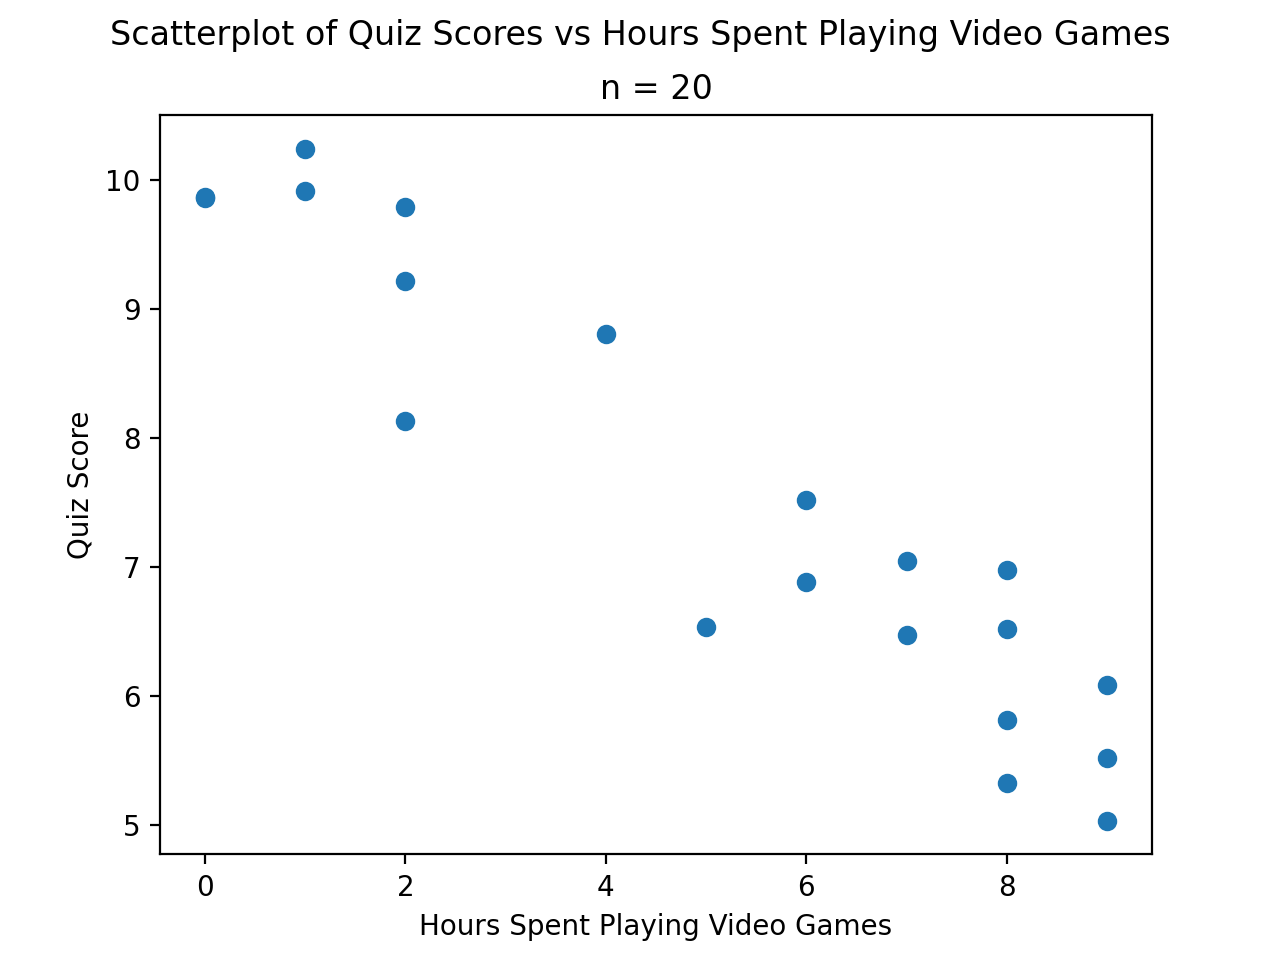 Scatterplot of Quiz Scores vs Hours Spent Playing Video Games
n = 20
10
9
8
7
6
5
Quiz Score
0 2 4 6 8
Hours Spent Playing Video Games